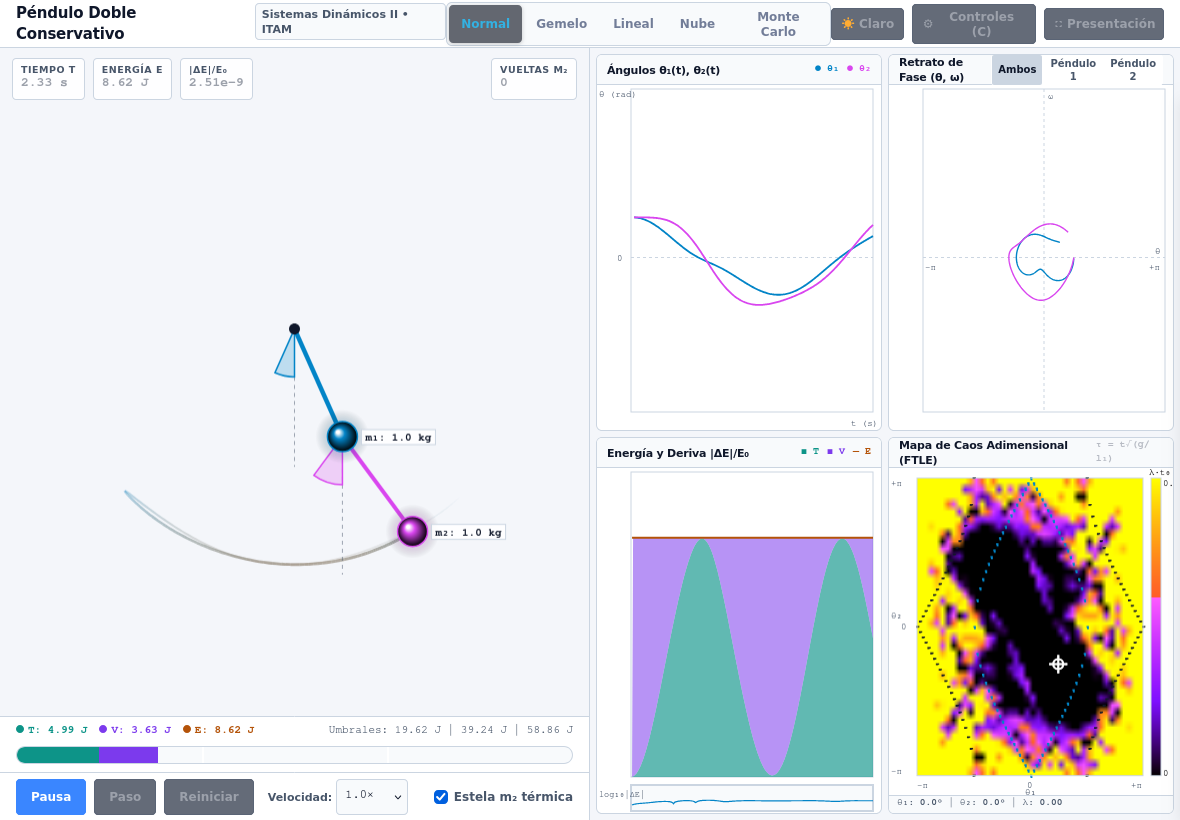 Péndulo Doble
Conservativo
Sistemas Dinámicos II •
ITAM
Normal
Gemelo
Lineal
Nube
Monte
Carlo
☀ Claro
⚙ Controles
(C)
Presentación
TIEMPO T
2.33 s
ENERGÍA E
8.62 J
|ΔE|/E₀
2.51e−9
VUELTAS M₂
0
m₁: 1.0 kg
m₂: 1.0 kg
T: 4.99 J
V: 3.63 J
E: 8.62 J
Umbrales: 19.62 J | 39.24 J | 58.86 J
Pausa
Paso
Reiniciar
Velocidad:
1.0×
Estela m₂ térmica
Ángulos θ₁(t), θ₂(t)
θ₁
θ₂
θ (rad)
0
t (s)
Retrato de
Fase (θ, ω)
Ambos
Péndulo
1
Péndulo
2
ω
θ
−π
+π
Energía y Deriva |ΔE|/E₀
T
V
— E
log₁₀|ΔE|
Mapa de Caos Adimensional
(FTLE)
τ = t√(g/
l₁)
λ·t₀
0.
0
+π
θ₂
0
−π
−π
0
+π
θ₁
θ₁: 0.0° | θ₂: 0.0° | λ: 0.00